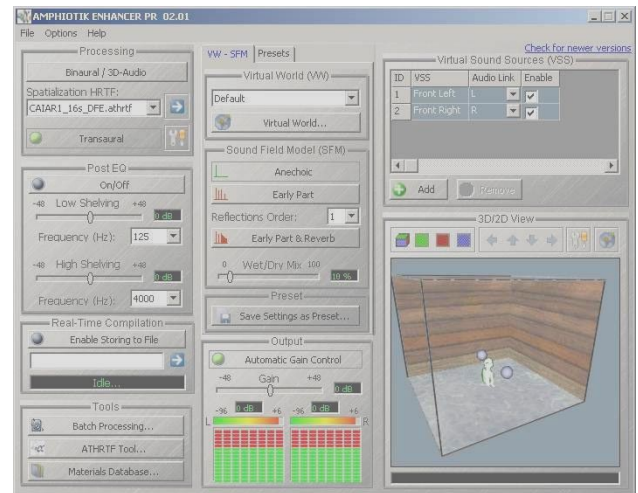 AMPHIOTIK ENHANCER PR 02.01
File Options Help
Check for newer versions
Processing
Binaural / 3D-Audio
Spatialization HRTF:
CAIAR1_16s_DFE.athrtf
Transaural
Post EQ
On/Off
-48 Low Shelving +48
0 dB
Frequency (Hz): 125
-48 High Shelving +48
0 dB
Frequency (Hz): 4000
Real-Time Compilation
Enable Storing to File
Idle...
Tools
Batch Processing...
ATHRTF Tool...
Materials Database...
VW - SFM Presets
Virtual World (VW)
Default
Virtual World...
Sound Field Model (SFM)
Anechoic
Early Part
Reflections Order: 1
Early Part & Reverb
0 Wet/Dry Mix 100
10 %
Preset
Save Settings as Preset...
Output
Automatic Gain Control
-48 Gain +48
0 dB
-96 0 dB +6 -96 0 dB +6
L R
Virtual Sound Sources (VSS)
ID VSS Audio Link Enable
1 Front Left L
2 Front Right R
Add Remove
3D/2D View